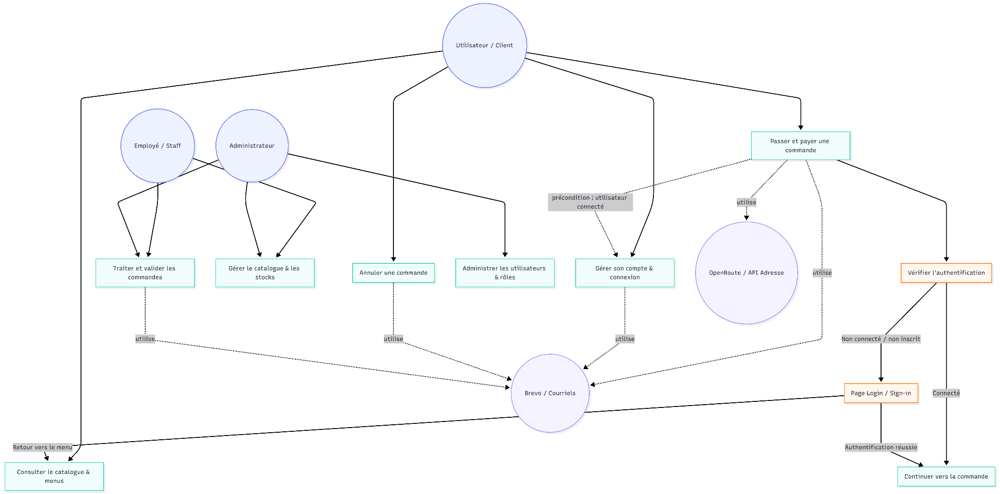 Utilisateur / Client
Employé / Staff
Administrateur
Passer et payer une
commande
précondition : utilisateur
connecté
utilise
Traiter et valider les
commandes
Gérer le catalogue & les
stocks
Annuler une commande
Administrer les utilisateurs
& rôles
Gérer son compte &
connexion
OpenRoute / API Adresse
utilise
Vérifier l'authentification
utilise
utilise
utilise
Non connecté / non inscrit
Brevo / Courriels
Page Login / Sign-in
Connecté
Retour vers le menu
Authentification réussie
Consulter le catalogue &
menus
Continuer vers la commande